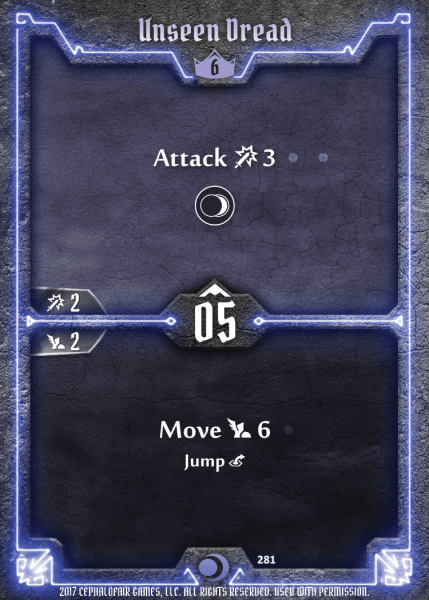 Unseen Dread
6
Attack 3
2
05
2
Move 6
Jump
281
2017 CEPHALOFAIR GAMES, LLC. ALL RIGHTS RESERVED. USED WITH PERMISSION.